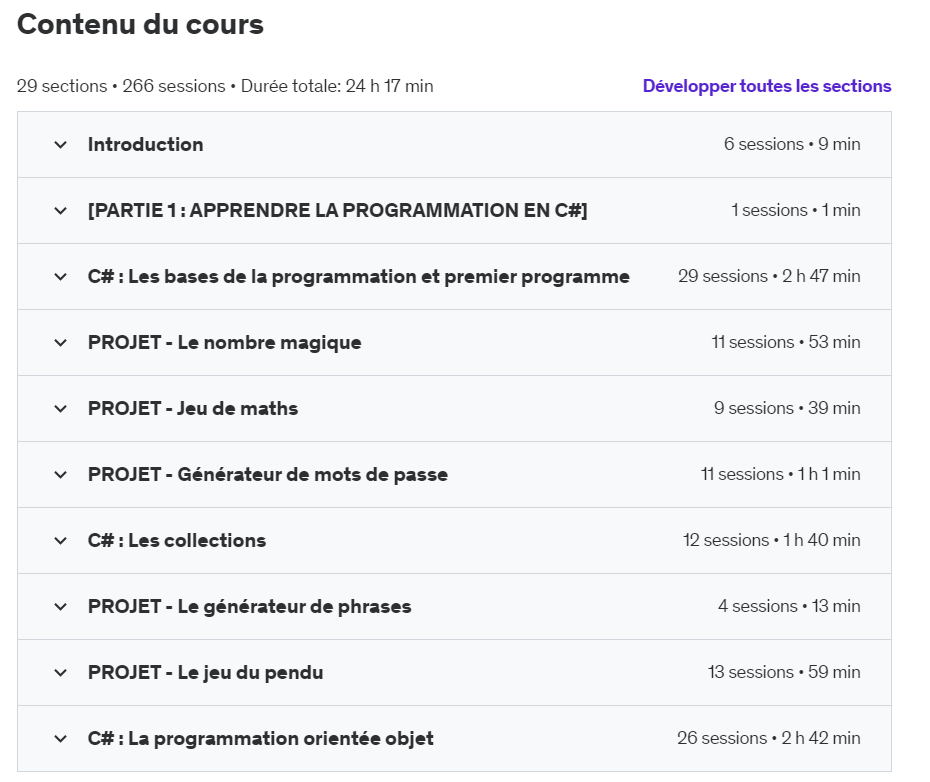 Contenu du cours
29 sections • 266 sessions • Durée totale: 24 h 17 min Développer toutes les sections
Introduction 6 sessions • 9 min
[PARTIE 1 : APPRENDRE LA PROGRAMMATION EN C#] 1 sessions • 1 min
C# : Les bases de la programmation et premier programme 29 sessions • 2 h 47 min
PROJET - Le nombre magique 11 sessions • 53 min
PROJET - Jeu de maths 9 sessions • 39 min
PROJET - Générateur de mots de passe 11 sessions • 1 h 1 min
C# : Les collections 12 sessions • 1 h 40 min
PROJET - Le générateur de phrases 4 sessions • 13 min
PROJET - Le jeu du pendu 13 sessions • 59 min
C# : La programmation orientée objet 26 sessions • 2 h 42 min